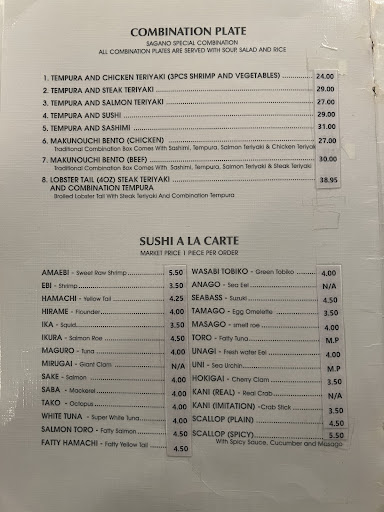 COMBINATION PLATE
SAGANO SPECIAL COMBINATION
ALL COMBINATION PLATES ARE SERVED WITH SOUP, SALAD AND RICE
1. TEMPURA AND CHICKEN TERIYAKI (3PCS SHRIMP AND VEGETABLES) 24.00
2. TEMPURA AND STEAK TERIYAKI 29.00
3. TEMPURA AND SALMON TERIYAKI 27.00
4. TEMPURA AND SUSHI 29.00
5. TEMPURA AND SASHIMI 31.00
6. MAKUNOUCHI BENTO (CHICKEN) 27.00
Traditional Combination Box Comes With Sashimi, Tempura, Salmon Teriyaki & Chicken Teriyaki
7. MAKUNOUCHI BENTO (BEEF) 30.00
Traditional Combination Box Comes With: Sashimi, Tempura, Salmon Teriyaki & Steak Teriyaki
8. LOBSTER TAIL (4OZ) STEAK TERIYAKI
AND COMBINATION TEMPURA 38.95
Broiled Lobster Tail With Steak Teriyaki And Combination Tempura
SUSHI A LA CARTE
MARKET PRICE 1 PIECE PER ORDER
AMAEBI - Sweet Raw Shrimp 5.50
EBI - Shrimp 3.50
HAMACHI - Yellow Tail 4.25
HIRAME - Flounder 4.00
IKA - Squid 3.50
IKURA - Salmon Roe 4.50
MAGURO - Tuna 4.00
MIRUGAI - Giant Clam N/A
SAKE - Salmon 4.00
SABA - Mackerel 4.00
TAKO - Octopus 4.00
WHITE TUNA - Super White Tuna 4.00
SALMON TORO - Fatty Salmon 4.50
FATTY HAMACHI - Fatty Yellow Tail 4.50
WASABI TOBIKO - Green Tobiko 4.00
ANAGO - Sea Eel N/A
SEABASS - Suzuki 4.50
TAMAGO - Egg Omelette 3.50
MASAGO - smelt roe 4.00
TORO - Fatty Tuna M.P
UNAGI - Fresh water Eel 4.00
UNI - Sea Urchin M.P
HOKIGAI - Cherry Clam 3.50
KANI (REAL) - Real Crab N/A
KANI (IMITATION) -Crab Stick 3.50
SCALLOP (PLAIN) 4.50
SCALLOP (SPICY) 5.50
With Spicy Sauce, Cucumber and Masago